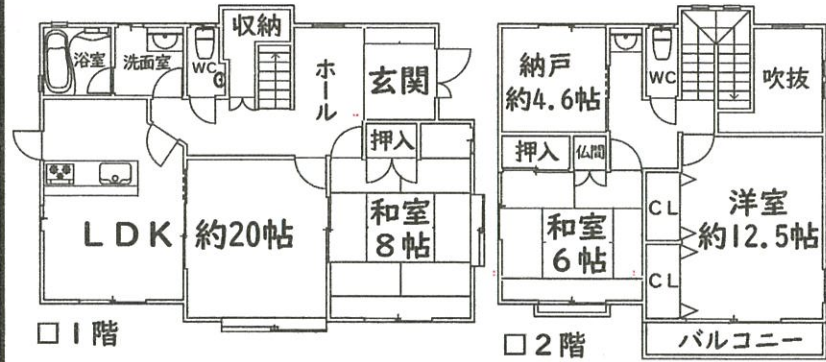 収納
浴室
洗面室
WC
ホール
玄関
押入
LDK 約20帖
和室
8帖
□1階
納戸
約4.6帖
WC
吹抜
押入
仏間
和室
6帖
CL
CL
洋室
約12.5帖
バルコニー
□2階